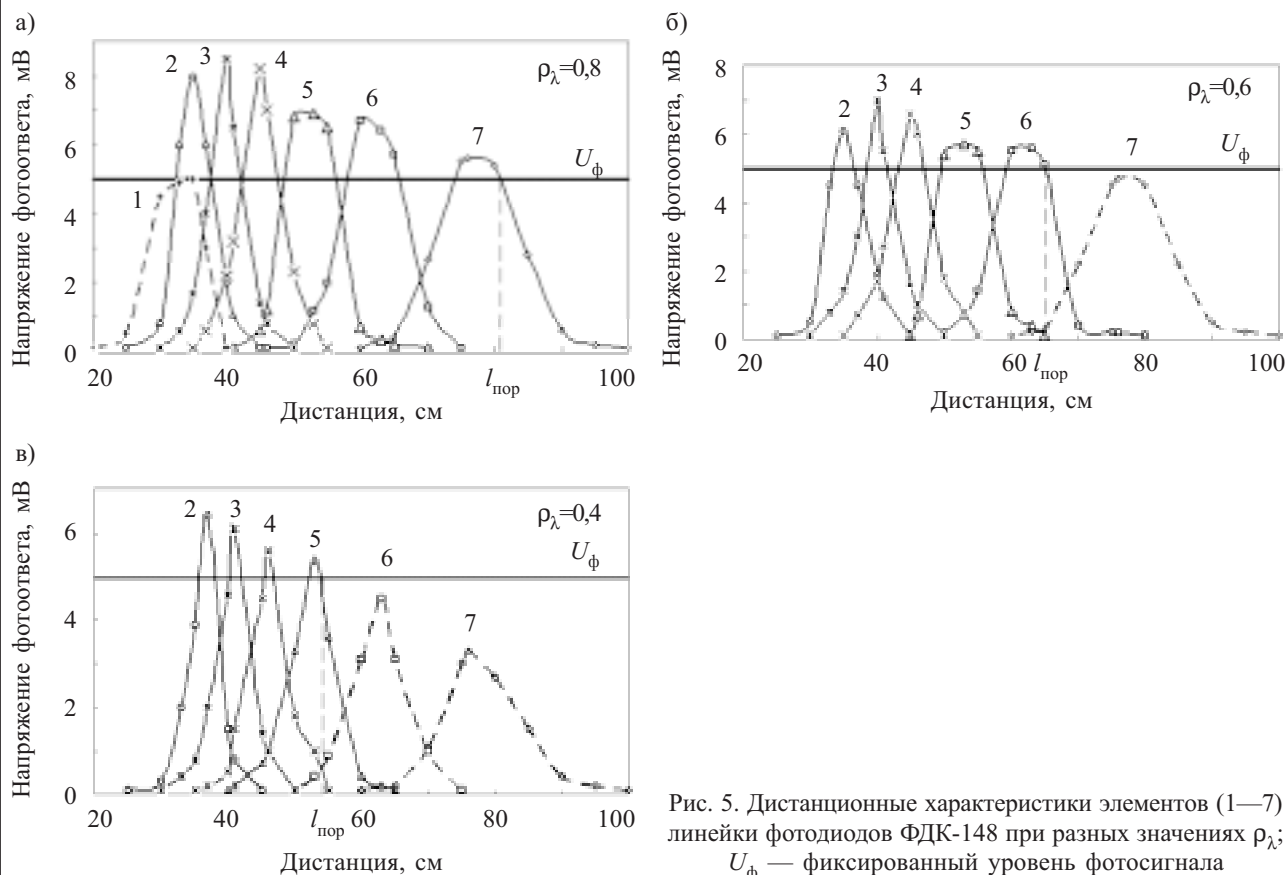 а)
Напряжение фотоответа, мВ
8
6
4
2
0
1
2
3
4
5
6
7
ρλ=0,8
Uф
20
40
60
lпор
100
Дистанция, см
б)
Напряжение фотоответа, мВ
8
6
4
2
0
2
3
4
5
6
7
ρλ=0,6
Uф
20
40
60
lпор
80
100
Дистанция, см
в)
Напряжение фотоответа, мВ
6
4
2
0
2
3
4
5
6
7
ρλ=0,4
Uф
20
40
lпор
60
80
100
Дистанция, см
Рис. 5. Дистанционные характеристики элементов (1—7)
линейки фотодиодов ФДК-148 при разных значениях ρλ;
Uф — фиксированный уровень фотосигнала